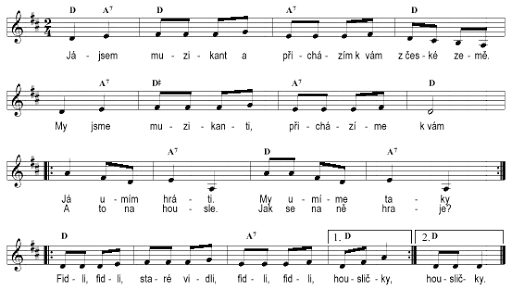 D A7 D A7 D
Já- jsem mu - zi - kant a při - chá - zím k vám z čes - ké ze - mě.
A7 D# A7 D
My jsme mu - zi - kan - ti, při - chá - zí - me k vám
A7 D A7
Já u - mím hrá - ti. My u - mí - me ta - ky
A to na hou - sle. Jak se na ně hra - je?
D A7 1. D 2. D
Fid - li, fid - li, sta - ré vi - dli, fid - li, fid - li, hou - slič - ky, hou - slič - ky.